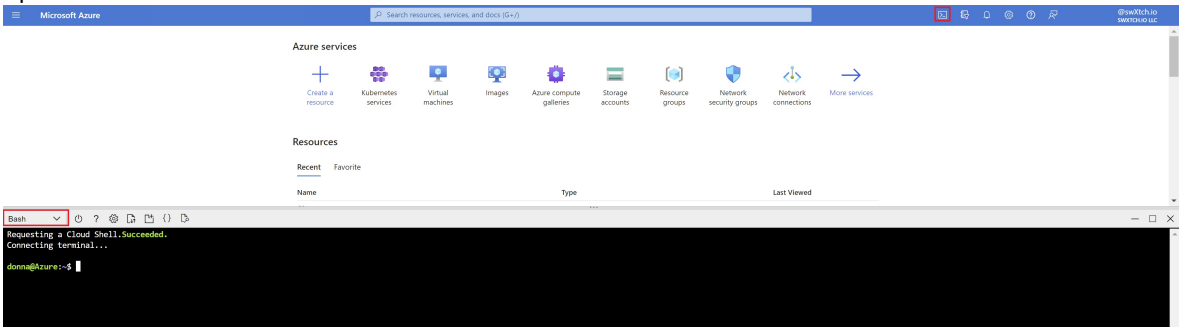 Microsoft Azure
Search resources, services, and docs (G+/)
@swXtch.io
SWXTCH.IO LLC
Azure services
Create a resource
Kubernetes services
Virtual machines
Images
Azure compute galleries
Storage accounts
Resource groups
Network security groups
Network connections
More services
Resources
Recent Favorite
Name Type Last Viewed
Bash
Requesting a Cloud Shell.Succeeded.
Connecting terminal...
donna@Azure:~$